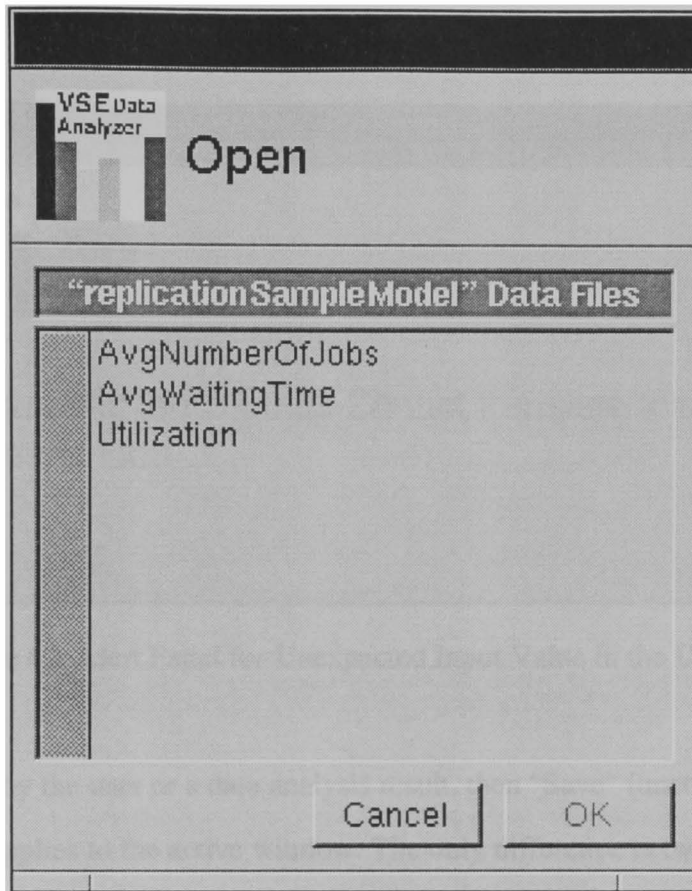 VSE Data
Analyzer
Open
“replicationSampleModel” Data Files
AvgNumberOfJobs
AvgWaitingTime
Utilization
Cancel
OK